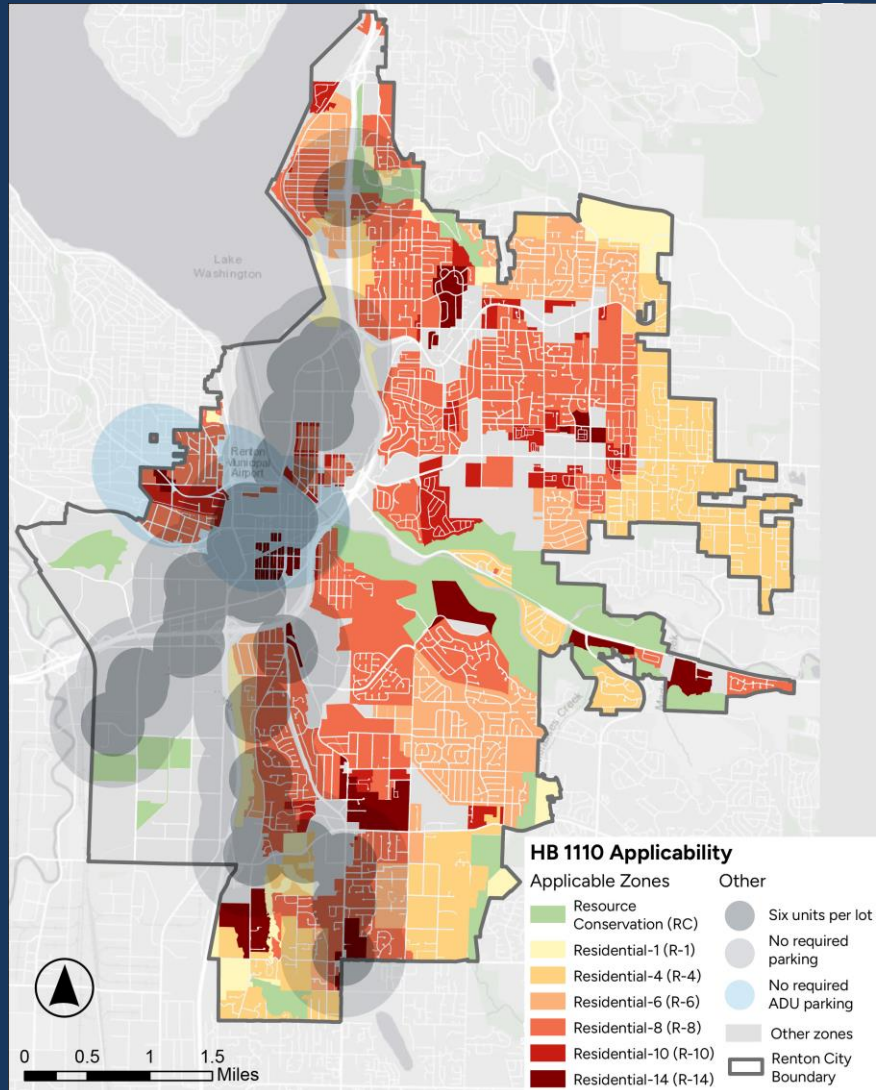 Lake
Washington
Renton
Municipal
Airport
HB 1110 Applicability
Applicable Zones
Resource
Conservation (RC)
Residential-1 (R-1)
Residential-4 (R-4)
Residential-6 (R-6)
Residential-8 (R-8)
Residential-10 (R-10)
Residential-14 (R-14)
Other
Six units per lot
No required
parking
No required
ADU parking
Other zones
Renton City
Boundary
0 0.5 1 1.5
Miles